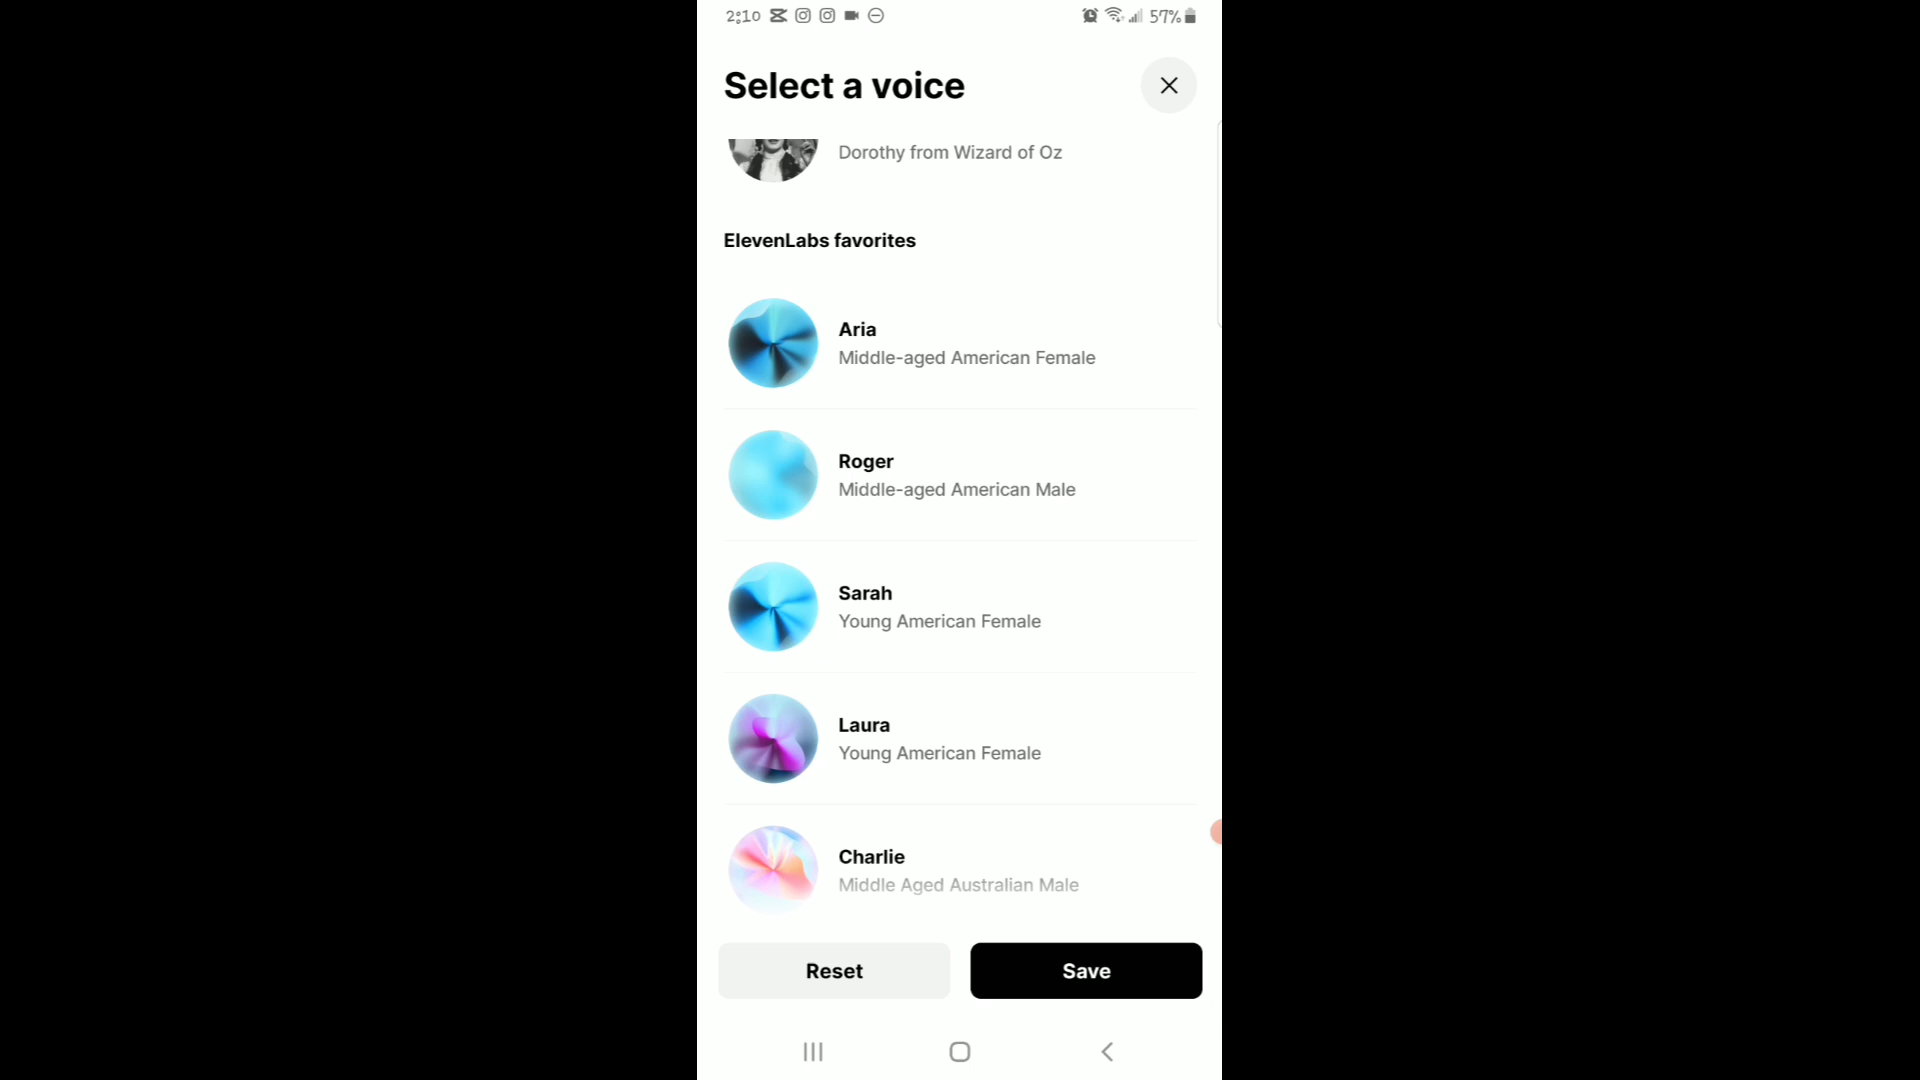 2:10
57%
Select a voice
Dorothy from Wizard of Oz
ElevenLabs favorites
Aria
Middle-aged American Female
Roger
Middle-aged American Male
Sarah
Young American Female
Laura
Young American Female
Charlie
Middle Aged Australian Male
Reset
Save